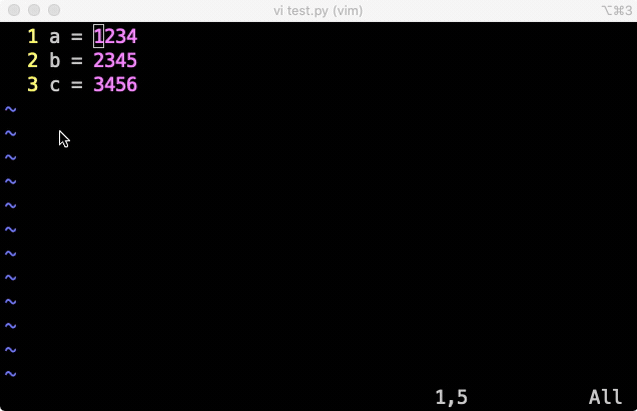 vi test.py (vim) ⌥⌘3
1 a = 1234
2 b = 2345
3 c = 3456
~
~
~
~
~
~
~
~
~
~
~
~
1,5 All